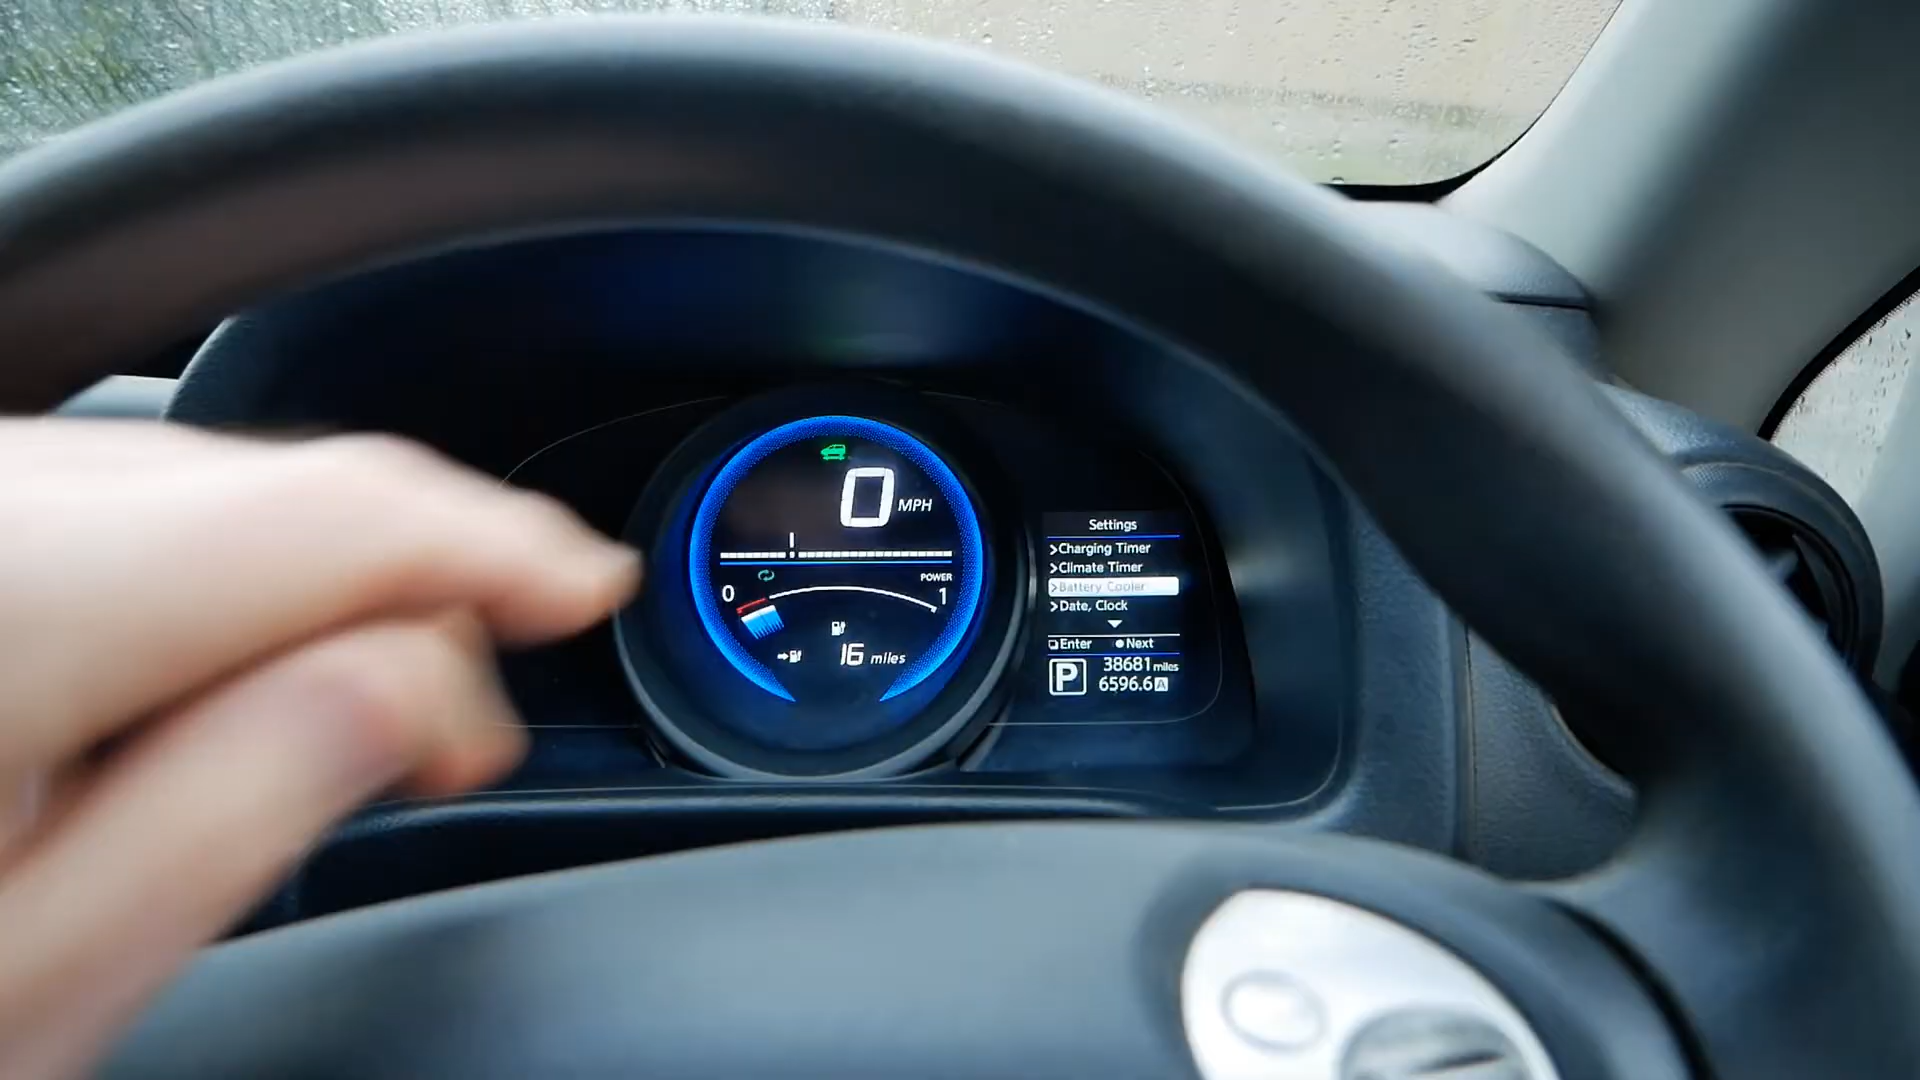 0 MPH
POWER
0 1
16 miles
Settings
>Charging Timer
>Climate Timer
>Battery Cooler
>Date, Clock
Enter Next
P 38681 miles
6596.6 A